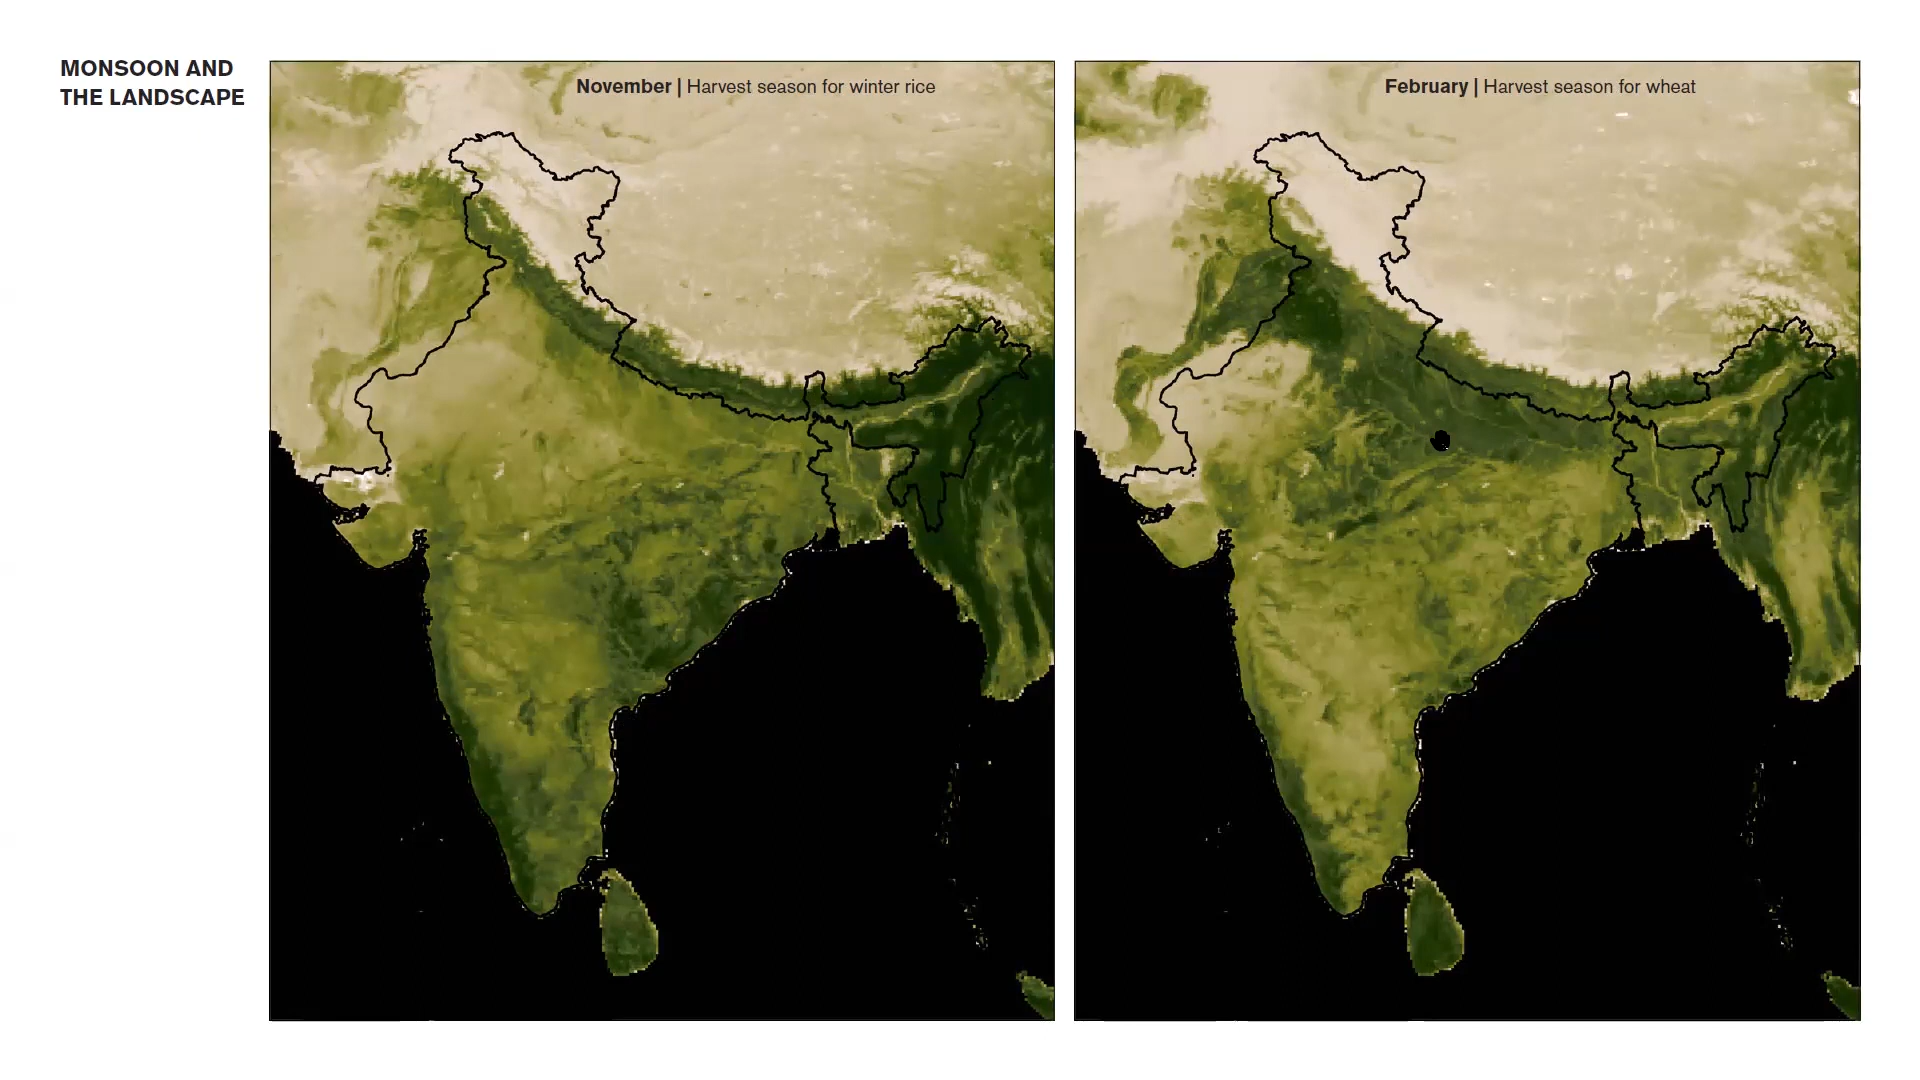 MONSOON AND
THE LANDSCAPE
November | Harvest season for winter rice
February | Harvest season for wheat